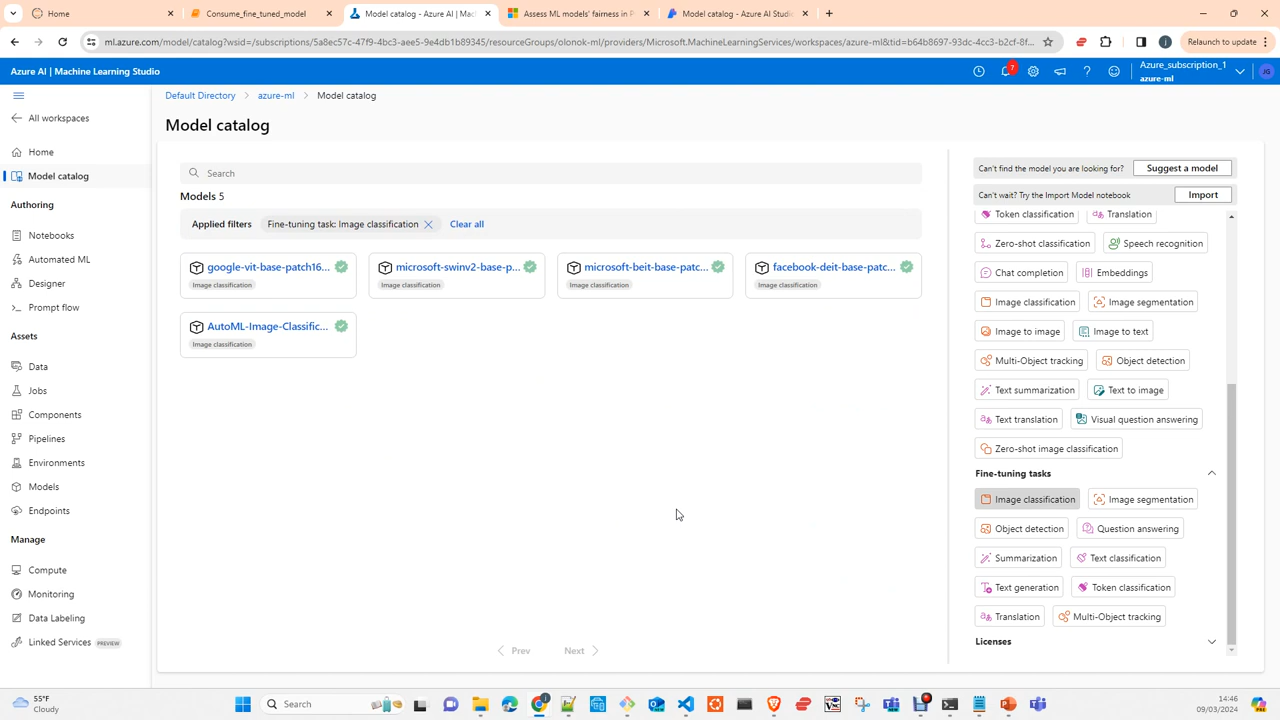 Home
Consume_fine_tuned_model
Model catalog - Azure AI | Mac
Assess ML models' fairness in P
Model catalog - Azure AI Studio
ml.azure.com/model/catalog?wsid=/subscriptions/5a8ec57c-47f9-4bc3-aee5-9e4db1b89345/resourceGroups/olonok-ml/providers/Microsoft.MachineLearningServices/workspaces/azure-ml&tid=b64b8697-93dc-4cc3-b2cf-8f...
Relaunch to update
Azure AI | Machine Learning Studio
7
Azure_subscription_1
azure-ml
JG
All workspaces
Home
Model catalog
Authoring
Notebooks
Automated ML
Designer
Prompt flow
Assets
Data
Jobs
Components
Pipelines
Environments
Models
Endpoints
Manage
Compute
Monitoring
Data Labeling
Linked Services PREVIEW
Default Directory > azure-ml > Model catalog
Model catalog
Search
Models 5
Applied filters Fine-tuning task: Image classification Clear all
google-vit-base-patch16...
Image classification
microsoft-swinv2-base-p...
Image classification
microsoft-beit-base-patc...
Image classification
facebook-deit-base-patc...
Image classification
AutoML-Image-Classific...
Image classification
Prev Next
Can't find the model you are looking for? Suggest a model
Can't wait? Try the Import Model notebook Import
Token classification Translation
Zero-shot classification Speech recognition
Chat completion Embeddings
Image classification Image segmentation
Image to image Image to text
Multi-Object tracking Object detection
Text summarization Text to image
Text translation Visual question answering
Zero-shot image classification
Fine-tuning tasks
Image classification Image segmentation
Object detection Question answering
Summarization Text classification
Text generation Token classification
Translation Multi-Object tracking
Licenses
55°F
Cloudy
Search
14:46
09/03/2024